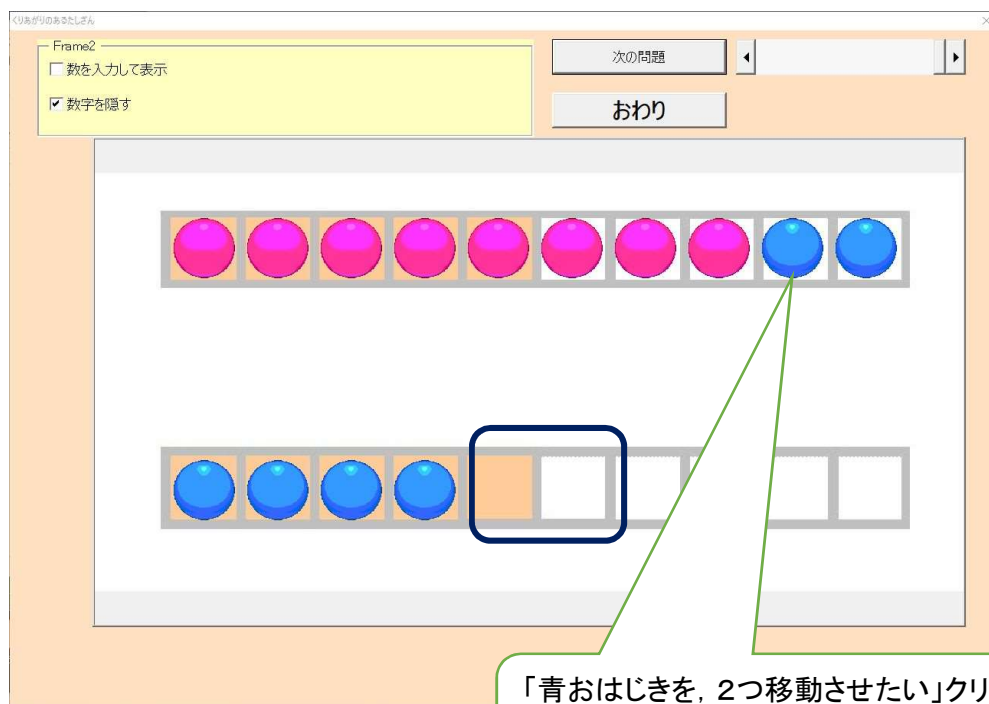 くりあがりのあるたしざん
Frame2
数を入力して表示
数字を隠す
次の問題
おわり
「青おはじきを，２つ移動させたい」クリ